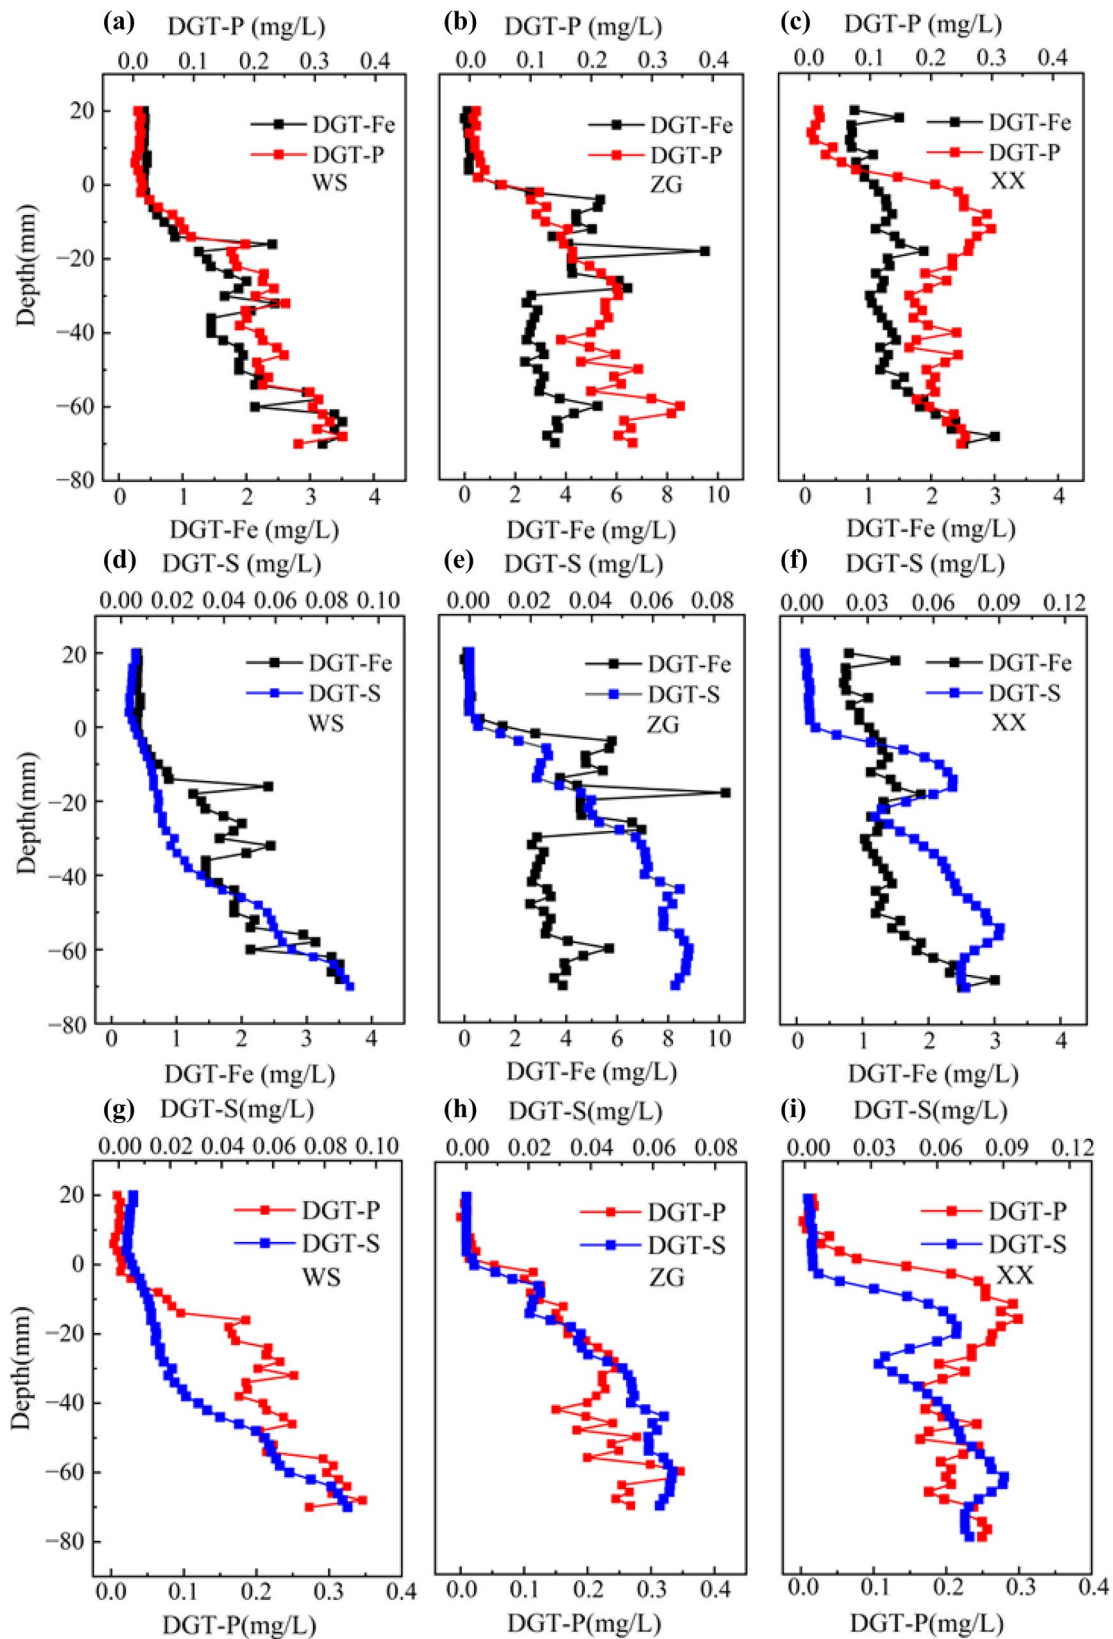 (a) DGT-P (mg/L) (b) DGT-P (mg/L) (c) DGT-P (mg/L)
0.0 0.1 0.2 0.3 0.4 0.0 0.1 0.2 0.3 0.4 0.0 0.1 0.2 0.3 0.4
20 DGT-Fe DGT-Fe DGT-Fe
DGT-P DGT-P DGT-P
WS ZG XX
0
−20
−40
−60
−80
Depth(mm)
0 1 2 3 4 0 2 4 6 8 10 0 1 2 3 4
DGT-Fe (mg/L) DGT-Fe (mg/L) DGT-Fe (mg/L)
(d) DGT-S (mg/L) (e) DGT-S (mg/L) (f) DGT-S (mg/L)
0.00 0.02 0.04 0.06 0.08 0.10 0.00 0.02 0.04 0.06 0.08 0.00 0.03 0.06 0.09 0.12
20 DGT-Fe DGT-Fe DGT-Fe
DGT-S DGT-S DGT-S
WS ZG XX
0
−20
−40
−60
−80
Depth(mm)
0 1 2 3 4 0 2 4 6 8 10 0 1 2 3 4
DGT-Fe (mg/L) DGT-Fe (mg/L) DGT-Fe (mg/L)
(g) DGT-S(mg/L) (h) DGT-S(mg/L) (i) DGT-S(mg/L)
0.00 0.02 0.04 0.06 0.08 0.10 0.00 0.02 0.04 0.06 0.08 0.00 0.03 0.06 0.09 0.12
20 DGT-P DGT-P DGT-P
DGT-S DGT-S DGT-S
WS ZG XX
0
−20
−40
−60
−80
Depth(mm)
0.0 0.1 0.2 0.3 0.4 0.0 0.1 0.2 0.3 0.4 0.0 0.1 0.2 0.3 0.4
DGT-P(mg/L) DGT-P(mg/L) DGT-P(mg/L)